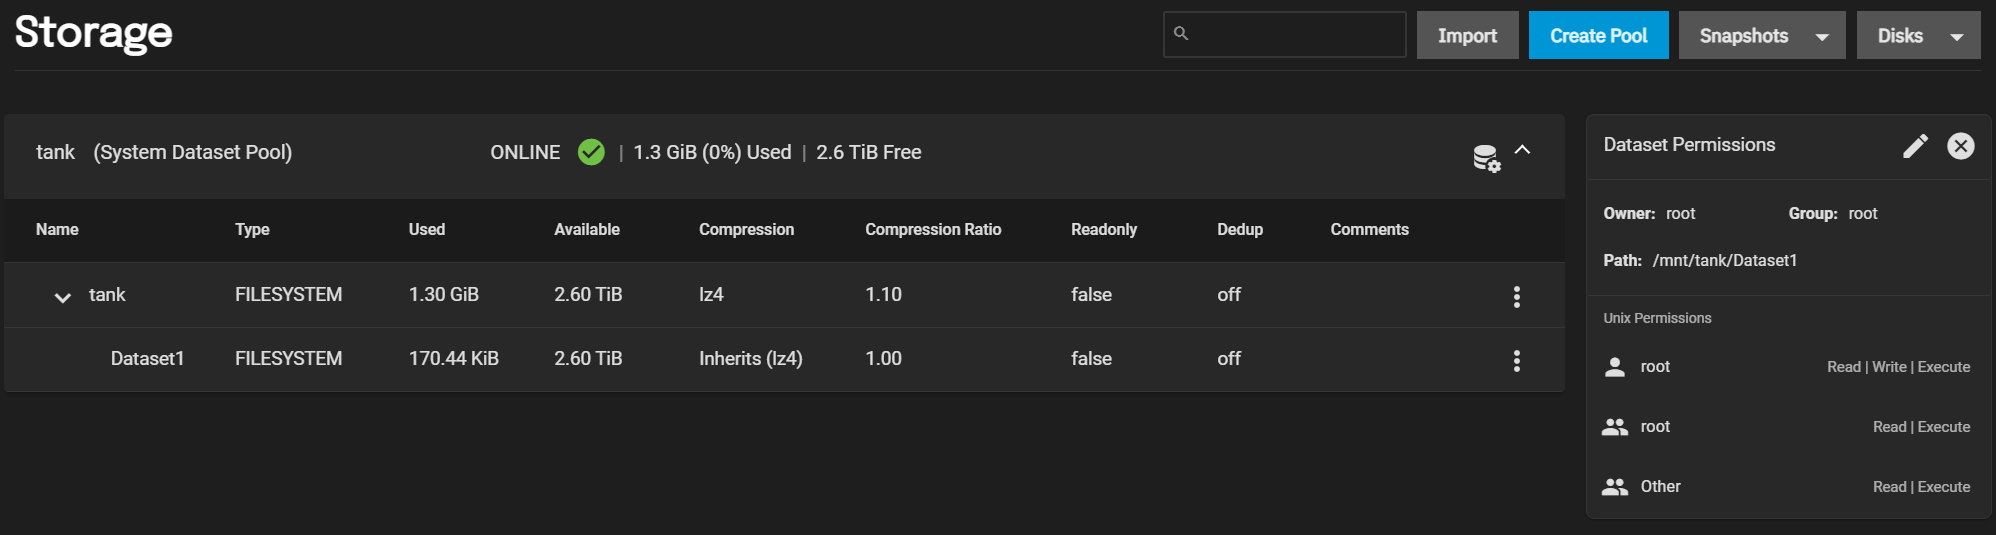 Storage
Import
Create Pool
Snapshots
Disks
tank (System Dataset Pool) ONLINE | 1.3 GiB (0%) Used | 2.6 TiB Free
Name Type Used Available Compression Compression Ratio Readonly Dedup Comments
tank FILESYSTEM 1.30 GiB 2.60 TiB lz4 1.10 false off
Dataset1 FILESYSTEM 170.44 KiB 2.60 TiB Inherits (lz4) 1.00 false off
Dataset Permissions
Owner: root Group: root
Path: /mnt/tank/Dataset1
Unix Permissions
root Read | Write | Execute
root Read | Execute
Other Read | Execute